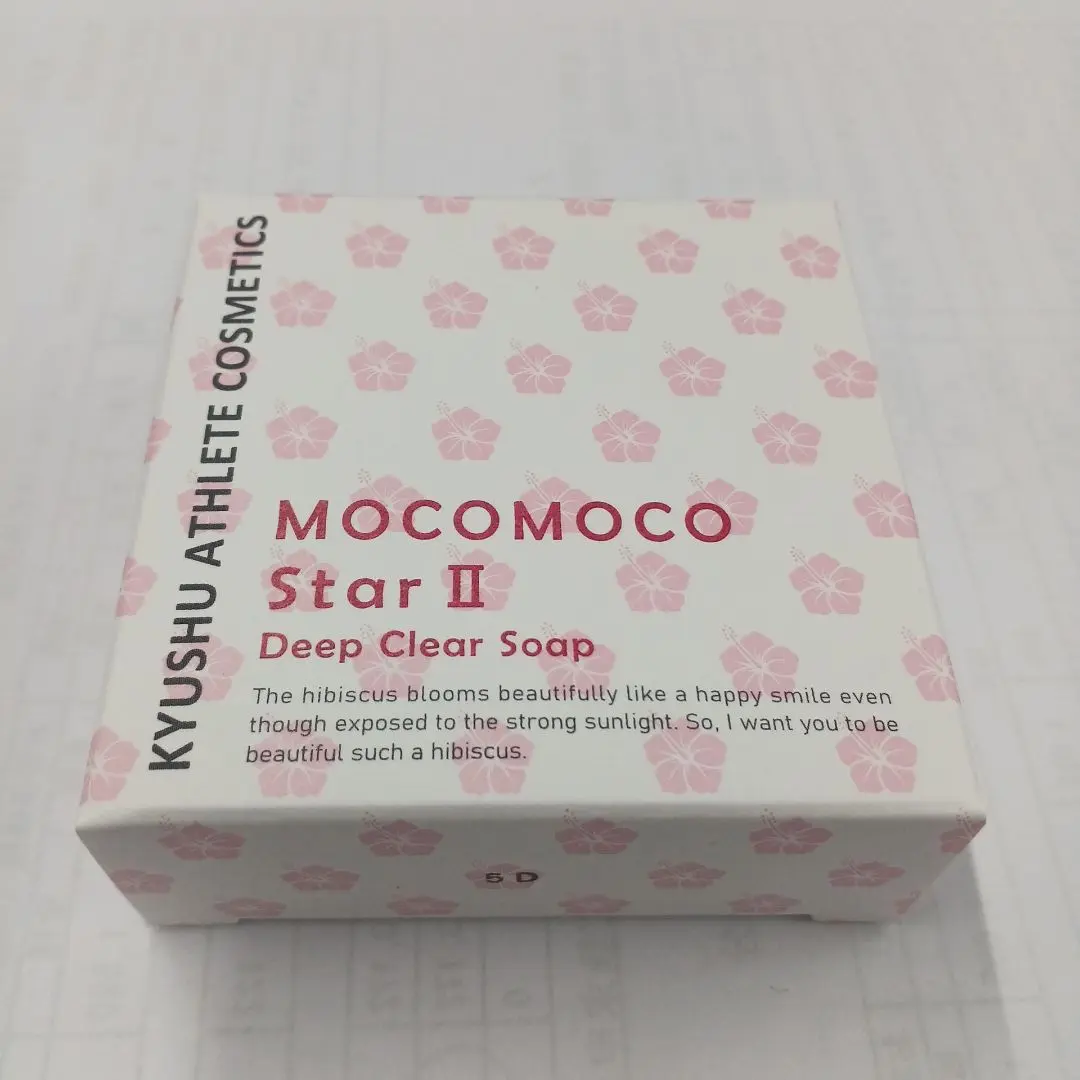 KYUSHU ATHLETE COSMETICS
MOCOMOCO
Star Ⅱ
Deep Clear Soap
The hibiscus blooms beautifully like a happy smile even
though exposed to the strong sunlight. So, I want you to be
beautiful such a hibiscus.
5 D